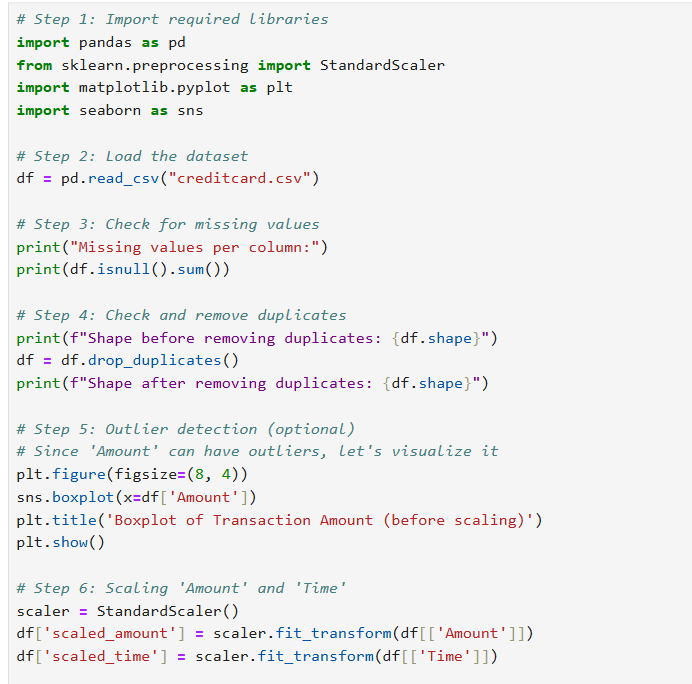 # Step 1: Import required libraries
import pandas as pd
from sklearn.preprocessing import StandardScaler
import matplotlib.pyplot as plt
import seaborn as sns
# Step 2: Load the dataset
df = pd.read_csv("creditcard.csv")
# Step 3: Check for missing values
print("Missing values per column:")
print(df.isnull().sum())
# Step 4: Check and remove duplicates
print(f"Shape before removing duplicates: {df.shape}")
df = df.drop_duplicates()
print(f"Shape after removing duplicates: {df.shape}")
# Step 5: Outlier detection (optional)
# Since 'Amount' can have outliers, let's visualize it
plt.figure(figsize=(8, 4))
sns.boxplot(x=df['Amount'])
plt.title('Boxplot of Transaction Amount (before scaling)')
plt.show()
# Step 6: Scaling 'Amount' and 'Time'
scaler = StandardScaler()
df['scaled_amount'] = scaler.fit_transform(df[['Amount']])
df['scaled_time'] = scaler.fit_transform(df[['Time']])